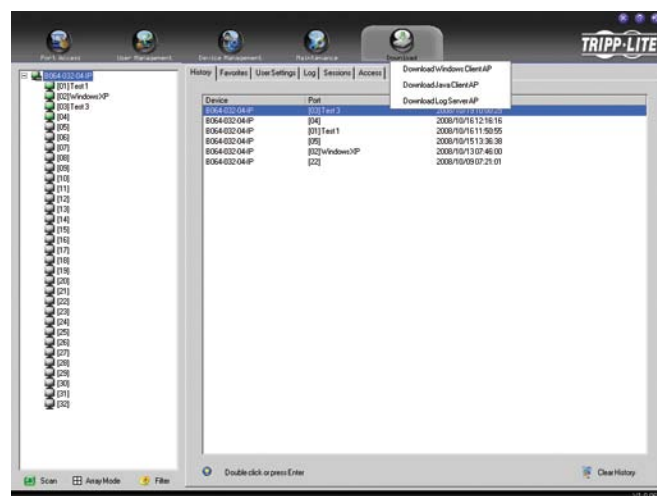 TRIPP·LITE
Port Access User Management Device Management Maintenance Download
History Favorites User Settings Log Sessions Access
Download Windows Client AP
Download Java Client AP
Download Log Server AP
B064-032-04-IP
[01] Test 1
[02] Windows XP
[03] Test 3
[04]
[05]
[06]
[07]
[08]
[09]
[10]
[11]
[12]
[13]
[14]
[15]
[16]
[17]
[18]
[19]
[20]
[21]
[22]
[23]
[24]
[25]
[26]
[27]
[28]
[29]
[30]
[31]
[32]
Device Port
B064-032-04-IP [03] Test 3
B064-032-04-IP [04] 2008/10/16 12:16:16
B064-032-04-IP [01] Test 1 2008/10/16 11:50:55
B064-032-04-IP [05] 2008/10/15 13:36:38
B064-032-04-IP [02] Windows XP 2008/10/13 07:46:00
B064-032-04-IP [22] 2008/10/09 07:21:01
Scan Array Mode Filter
Double click or press Enter
Clear History